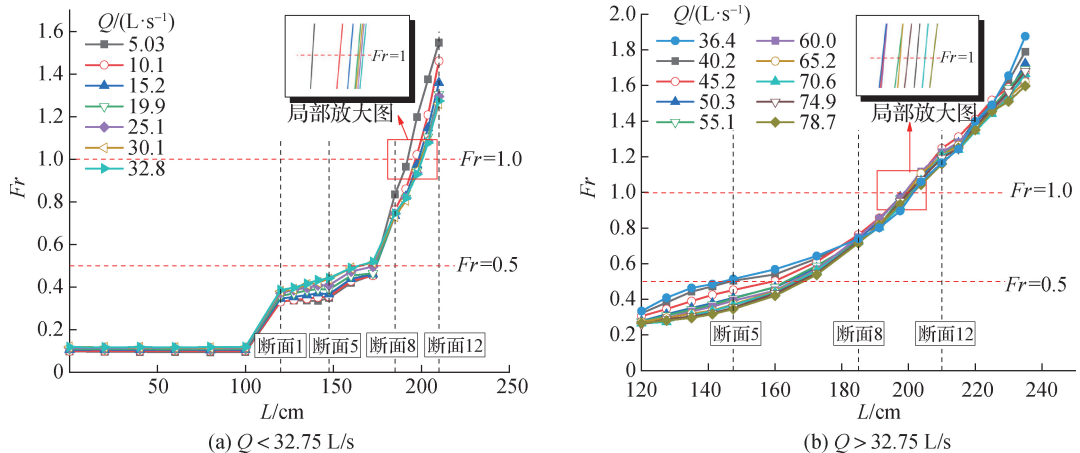 Q/(L·s⁻¹)
5.03
10.1
15.2
19.9
25.1
30.1
32.8
Fr=1
局部放大图
Fr=1.0
Fr=0.5
断面1
断面5
断面8
断面12
1.6
1.4
1.2
1.0
0.8
0.6
0.4
0.2
0
Fr
0 50 100 150 200 250
L/cm
(a) Q < 32.75 L/s
Q/(L·s⁻¹)
36.4 60.0
40.2 65.2
45.2 70.6
50.3 74.9
55.1 78.7
Fr=1
局部放大图
Fr=1.0
Fr=0.5
断面5
断面8
断面12
2.0
1.8
1.6
1.4
1.2
1.0
0.8
0.6
0.4
0.2
0
Fr
120 140 160 180 200 220 240
L/cm
(b) Q > 32.75 L/s